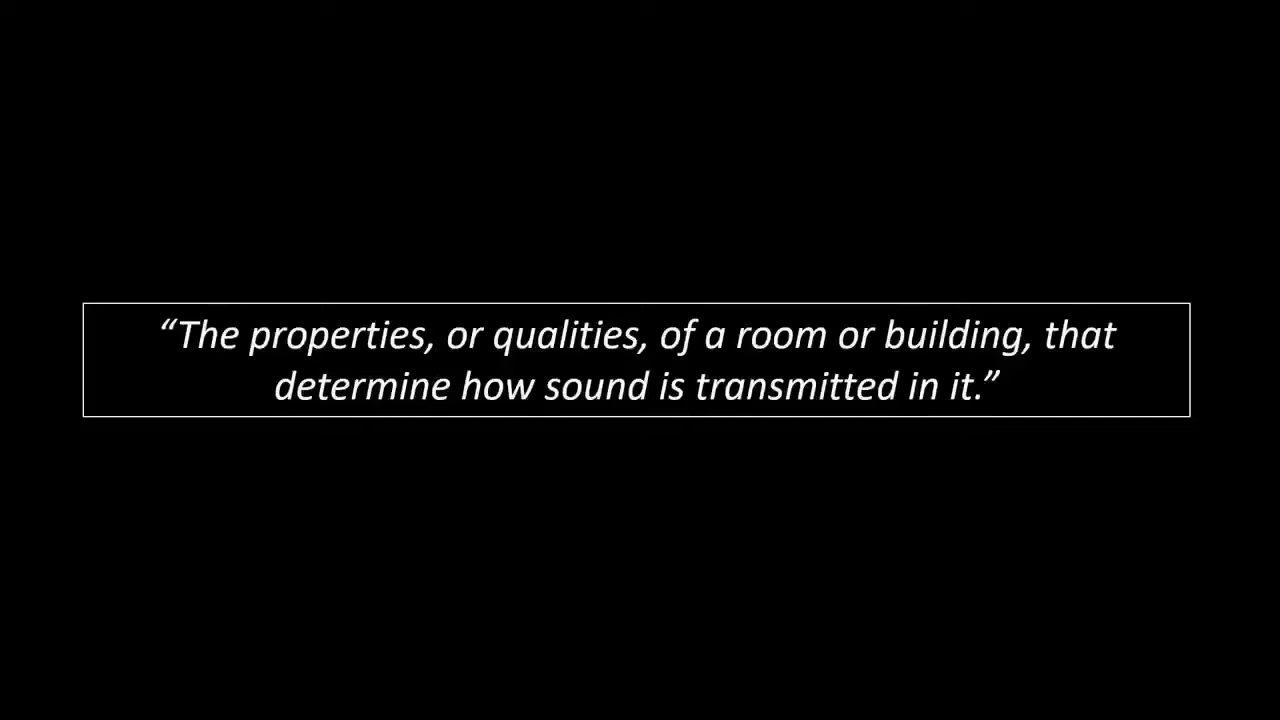 “The properties, or qualities, of a room or building, that
determine how sound is transmitted in it.”